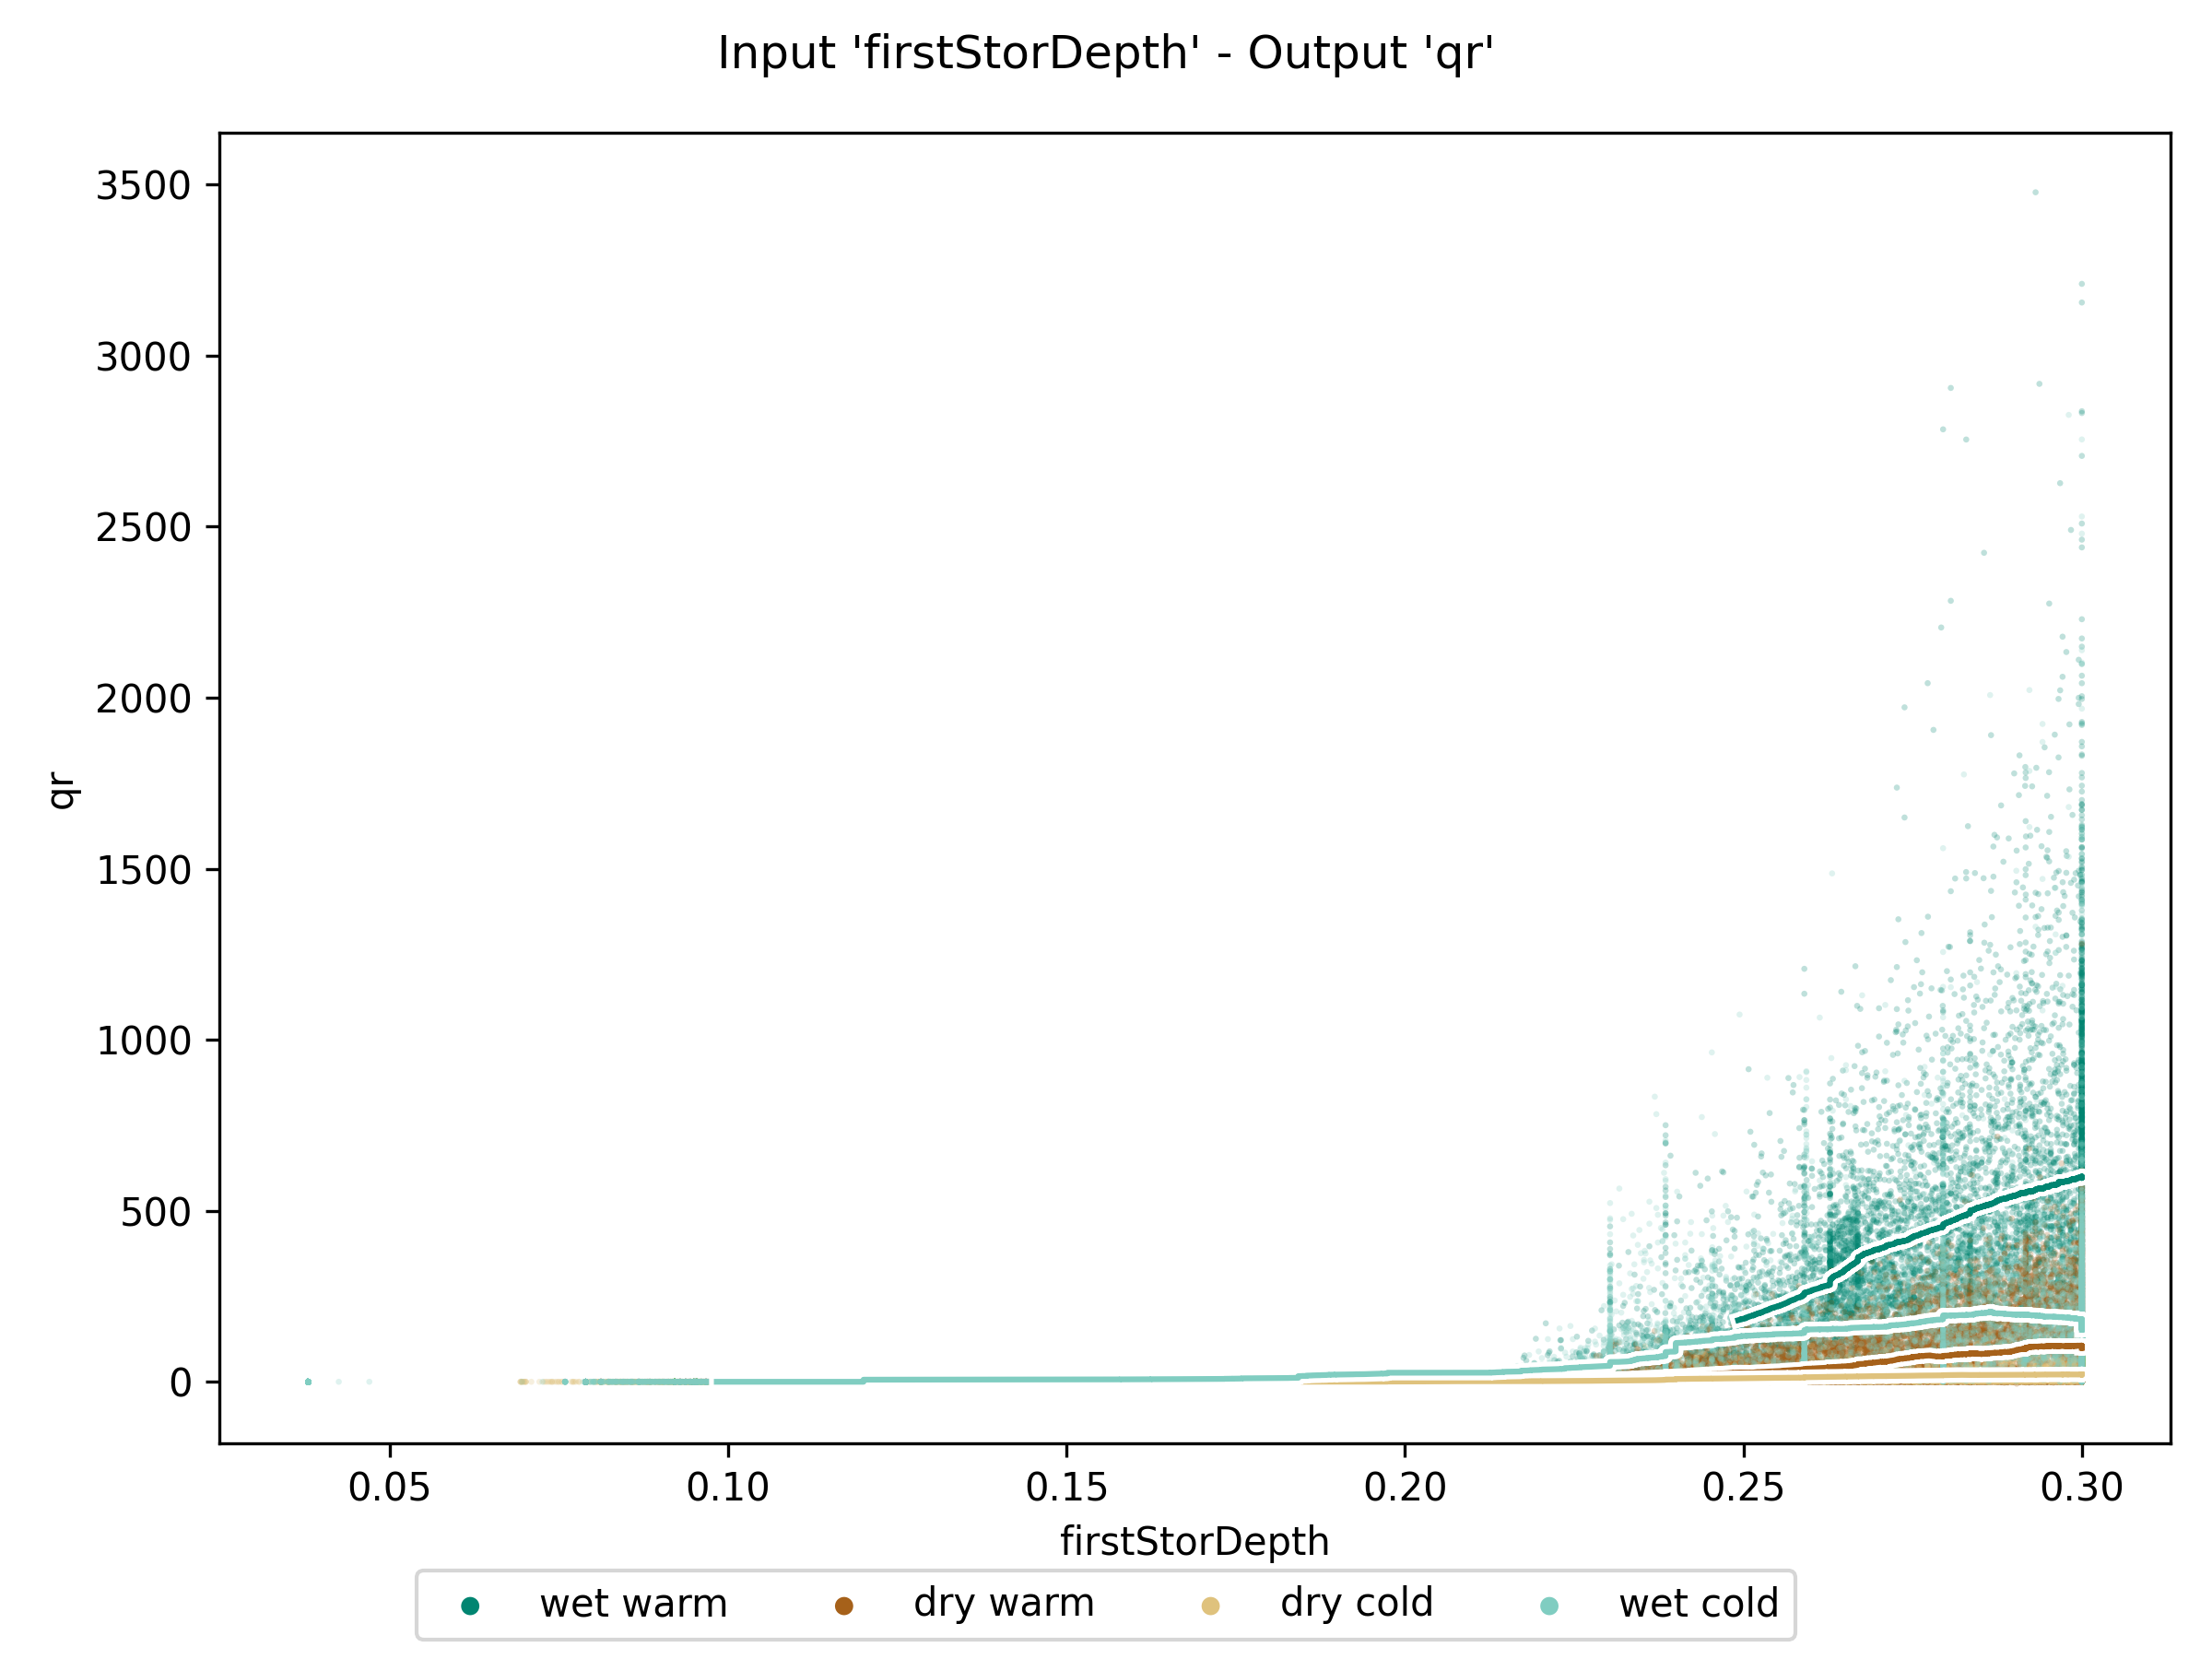 Input 'firstStorDepth' - Output 'qr'
3500
3000
2500
2000
1500
1000
500
0
qr
0.05 0.10 0.15 0.20 0.25 0.30
firstStorDepth
wet warm dry warm dry cold wet cold